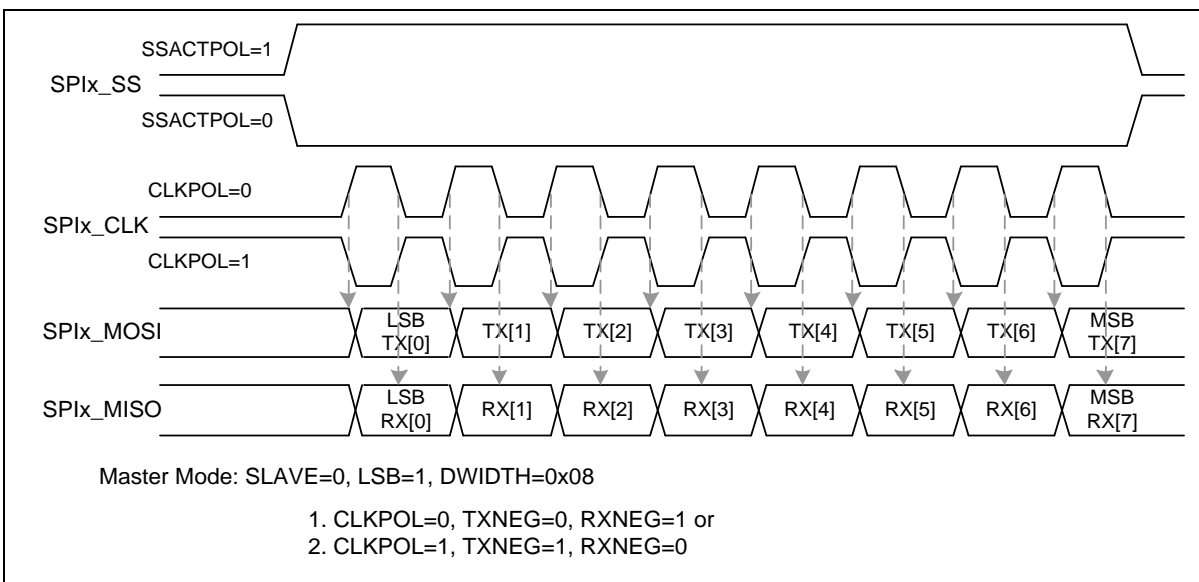 SSACTPOL=1
SPIx_SS
SSACTPOL=0
CLKPOL=0
SPIx_CLK
CLKPOL=1
SPIx_MOSI
LSB
TX[0]
TX[1]
TX[2]
TX[3]
TX[4]
TX[5]
TX[6]
MSB
TX[7]
SPIx_MISO
LSB
RX[0]
RX[1]
RX[2]
RX[3]
RX[4]
RX[5]
RX[6]
MSB
RX[7]
Master Mode: SLAVE=0, LSB=1, DWIDTH=0x08
1. CLKPOL=0, TXNEG=0, RXNEG=1 or
2. CLKPOL=1, TXNEG=1, RXNEG=0